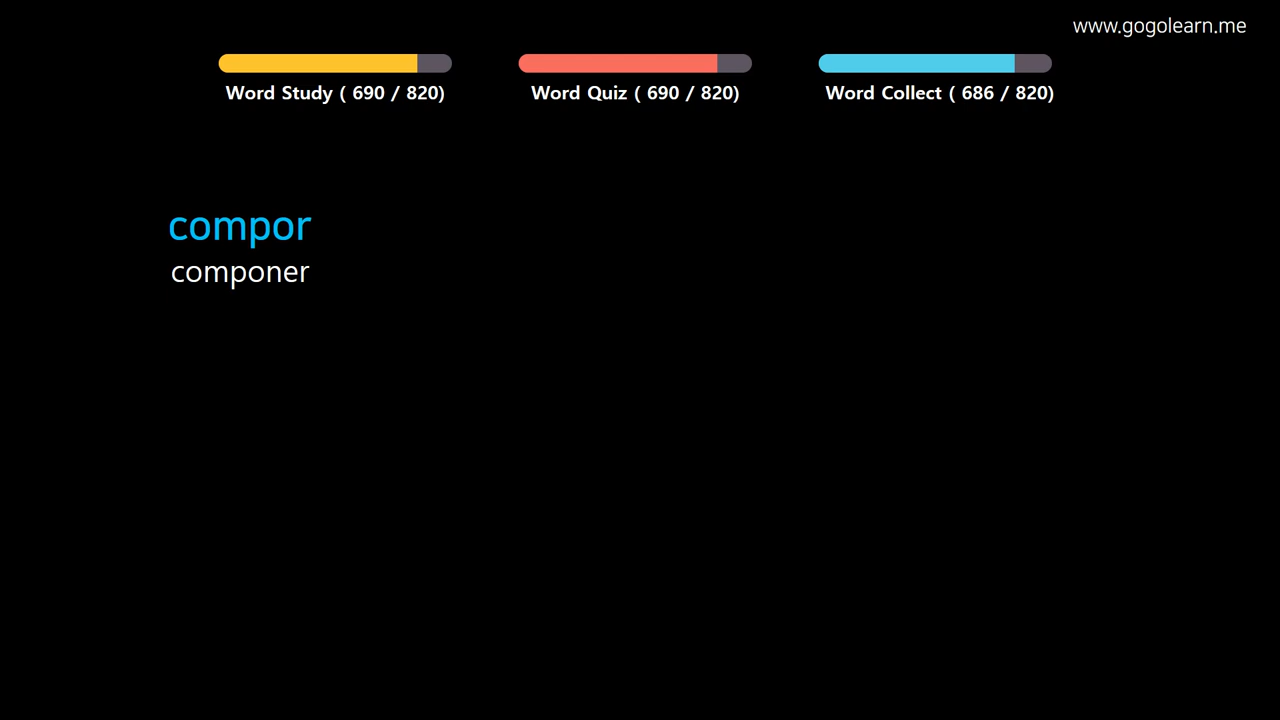 www.gogolearn.me
Word Study ( 690 / 820)
Word Quiz ( 690 / 820)
Word Collect ( 686 / 820)
compor
componer